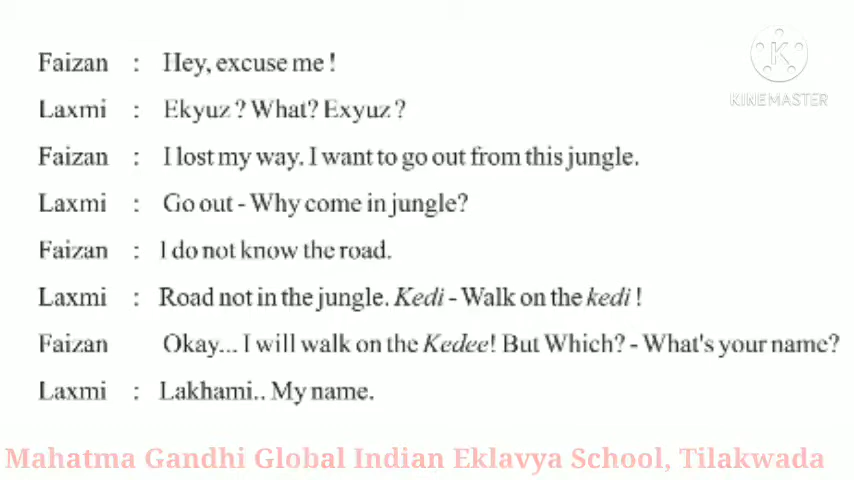 Faizan : Hey, excuse me !
KINEMASTER
Laxmi : Ekyuz ? What? Exyuz ?
Faizan : I lost my way. I want to go out from this jungle.
Laxmi : Go out - Why come in jungle?
Faizan : I do not know the road.
Laxmi : Road not in the jungle. Kedi - Walk on the kedi !
Faizan Okay... I will walk on the Kedee! But Which? - What's your name?
Laxmi : Lakhami.. My name.
Mahatma Gandhi Global Indian Eklavya School, Tilakwada